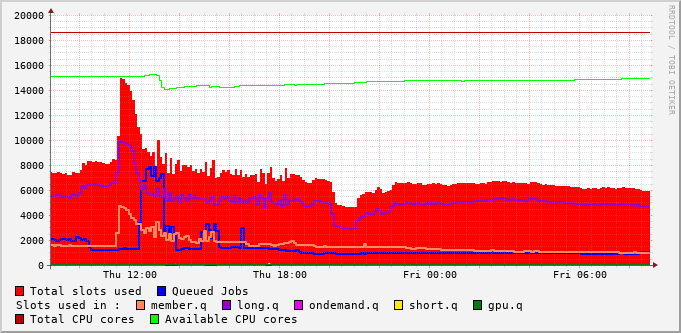 20000
18000
16000
14000
12000
10000
8000
6000
4000
2000
0
Thu 12:00 Thu 18:00 Fri 00:00 Fri 06:00
Total slots used Queued Jobs
Slots used in : member.q long.q ondemand.q short.q gpu.q
Total CPU cores Available CPU cores
RRDTOOL / TOBI OETIKER